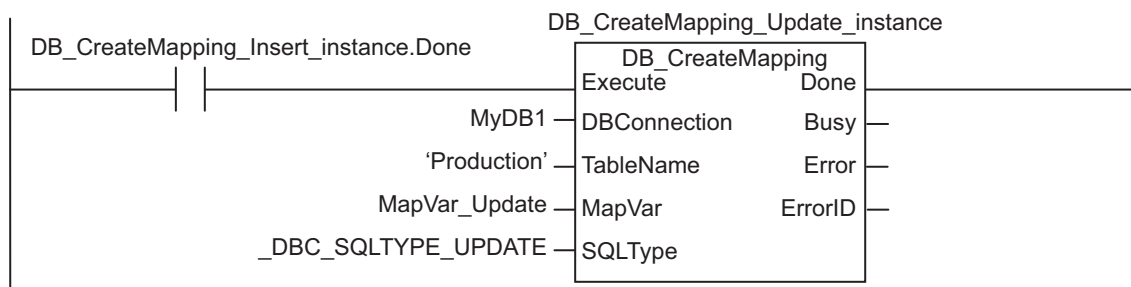 DB_CreateMapping_Update_instance
DB_CreateMapping_Insert_instance.Done
DB_CreateMapping
Execute Done
MyDB1 DBConnection Busy
‘Production’ TableName Error
MapVar_Update MapVar ErrorID
_DBC_SQLTYPE_UPDATE SQLType